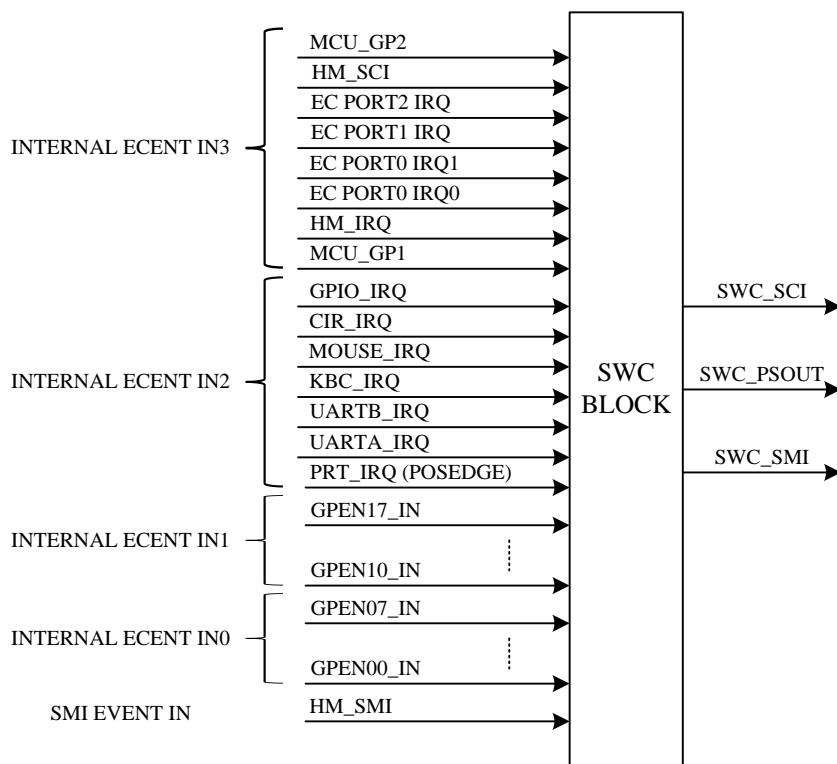 MCU_GP2
HM_SCI
EC PORT2 IRQ
EC PORT1 IRQ
INTERNAL ECENT IN3
EC PORT0 IRQ1
EC PORT0 IRQ0
HM_IRQ
MCU_GP1
GPIO_IRQ
SWC_SCI
CIR_IRQ
MOUSE_IRQ
INTERNAL ECENT IN2
KBC_IRQ
SWC
BLOCK
SWC_PSOUT
UARTB_IRQ
UARTA_IRQ
SWC_SMI
PRT_IRQ (POSEDGE)
GPEN17_IN
INTERNAL ECENT IN1
GPEN10_IN
GPEN07_IN
INTERNAL ECENT IN0
GPEN00_IN
SMI EVENT IN
HM_SMI